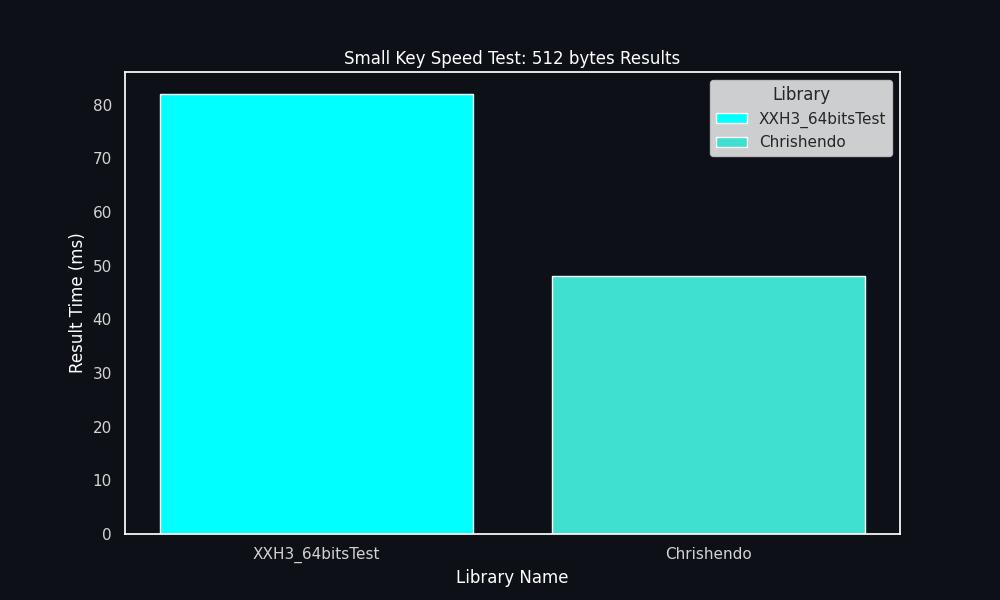 Small Key Speed Test: 512 bytes Results
Library
XXH3_64bitsTest
Chrishendo
Result Time (ms)
80
70
60
50
40
30
20
10
0
XXH3_64bitsTest
Chrishendo
Library Name